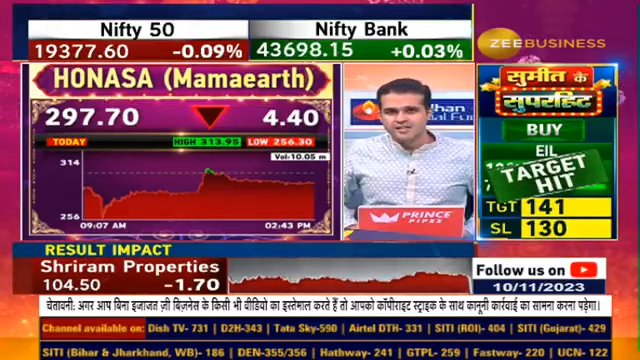 Nifty 50
19377.60 -0.09%
Nifty Bank
43698.15 +0.03%
ZEEBUSINESS
HONASA (Mamaearth)
297.70 4.40
TODAY HIGH 313.95 LOW 256.30
Vol-10.05 m
314
256
09:07 AM 02:43 PM
PRINCE
PIPES
सुमीत के
सुपरहिट
BUY
EIL
TARGET
HIT
TGT 141
SL 130
RESULT IMPACT
Shriram Properties
104.50 -1.70
Follow us on
10/11/2023
चेतावनी: अगर आप बिना इजाजत ज़ी बिज़नेस के किसी भी वीडियो का इस्तेमाल करते हैं तो आपको कॉपीराइट स्ट्राइक के साथ कानूनी कार्रवाई का सामना करना पड़ेगा।
Channel available on: Dish TV- 731 | D2H-343 | Tata Sky-590 | Airtel DTH- 331 | SITI (ROI) - 404 | SITI (Gujarat) - 429
SITI (Bihar & Jharkhand, WB) - 186 | DEN-355/356 | Hathway- 241 | GTPL- 259 | Fastway- 220 | UCN- 122